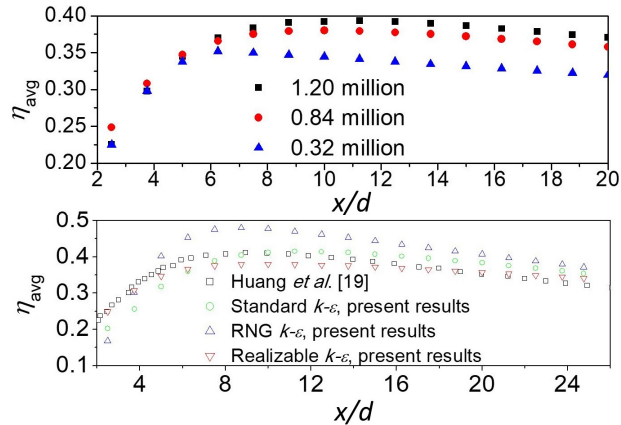 0.40
0.35
0.30
0.25
0.20
ηavg
1.20 million
0.84 million
0.32 million
2 4 6 8 10 12 14 16 18 20
x/d
0.5
0.4
0.3
0.2
0.1
ηavg
Huang et al. [19]
Standard k-ε, present results
RNG k-ε, present results
Realizable k-ε, present results
4 8 12 16 20 24
x/d